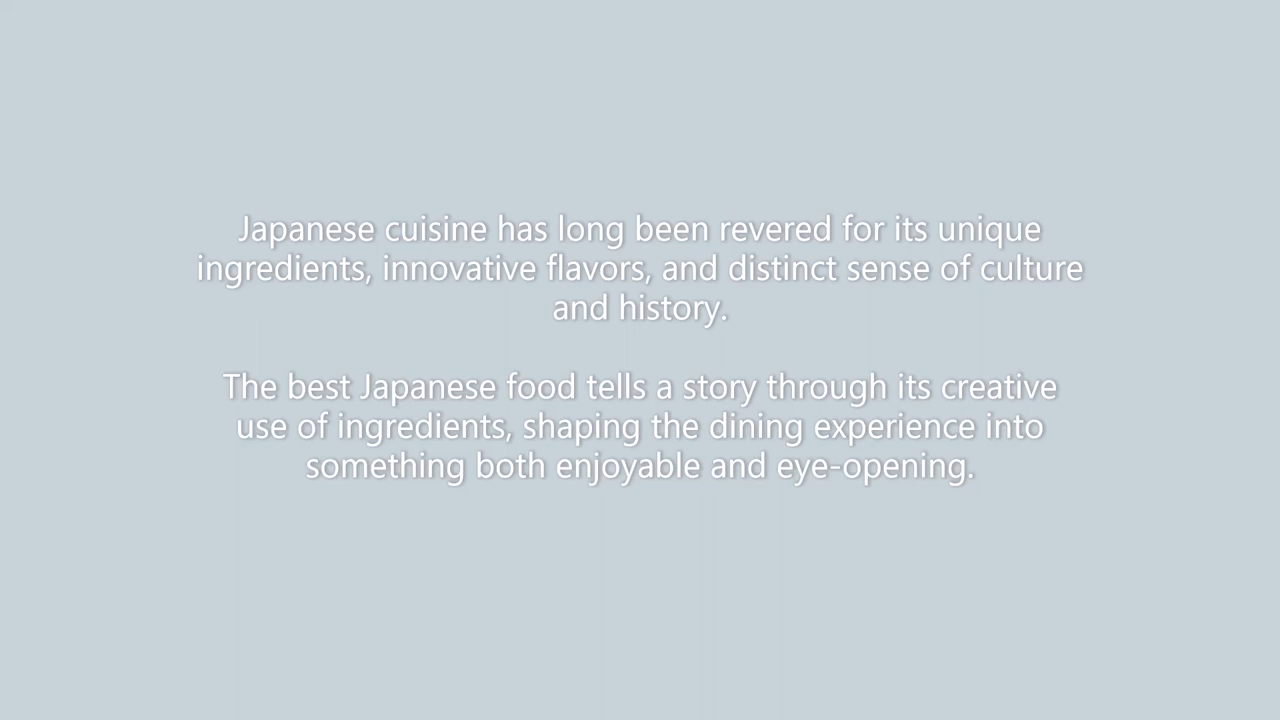 Japanese cuisine has long been revered for its unique
ingredients, innovative flavors, and distinct sense of culture
and history.
The best Japanese food tells a story through its creative
use of ingredients, shaping the dining experience into
something both enjoyable and eye-opening.